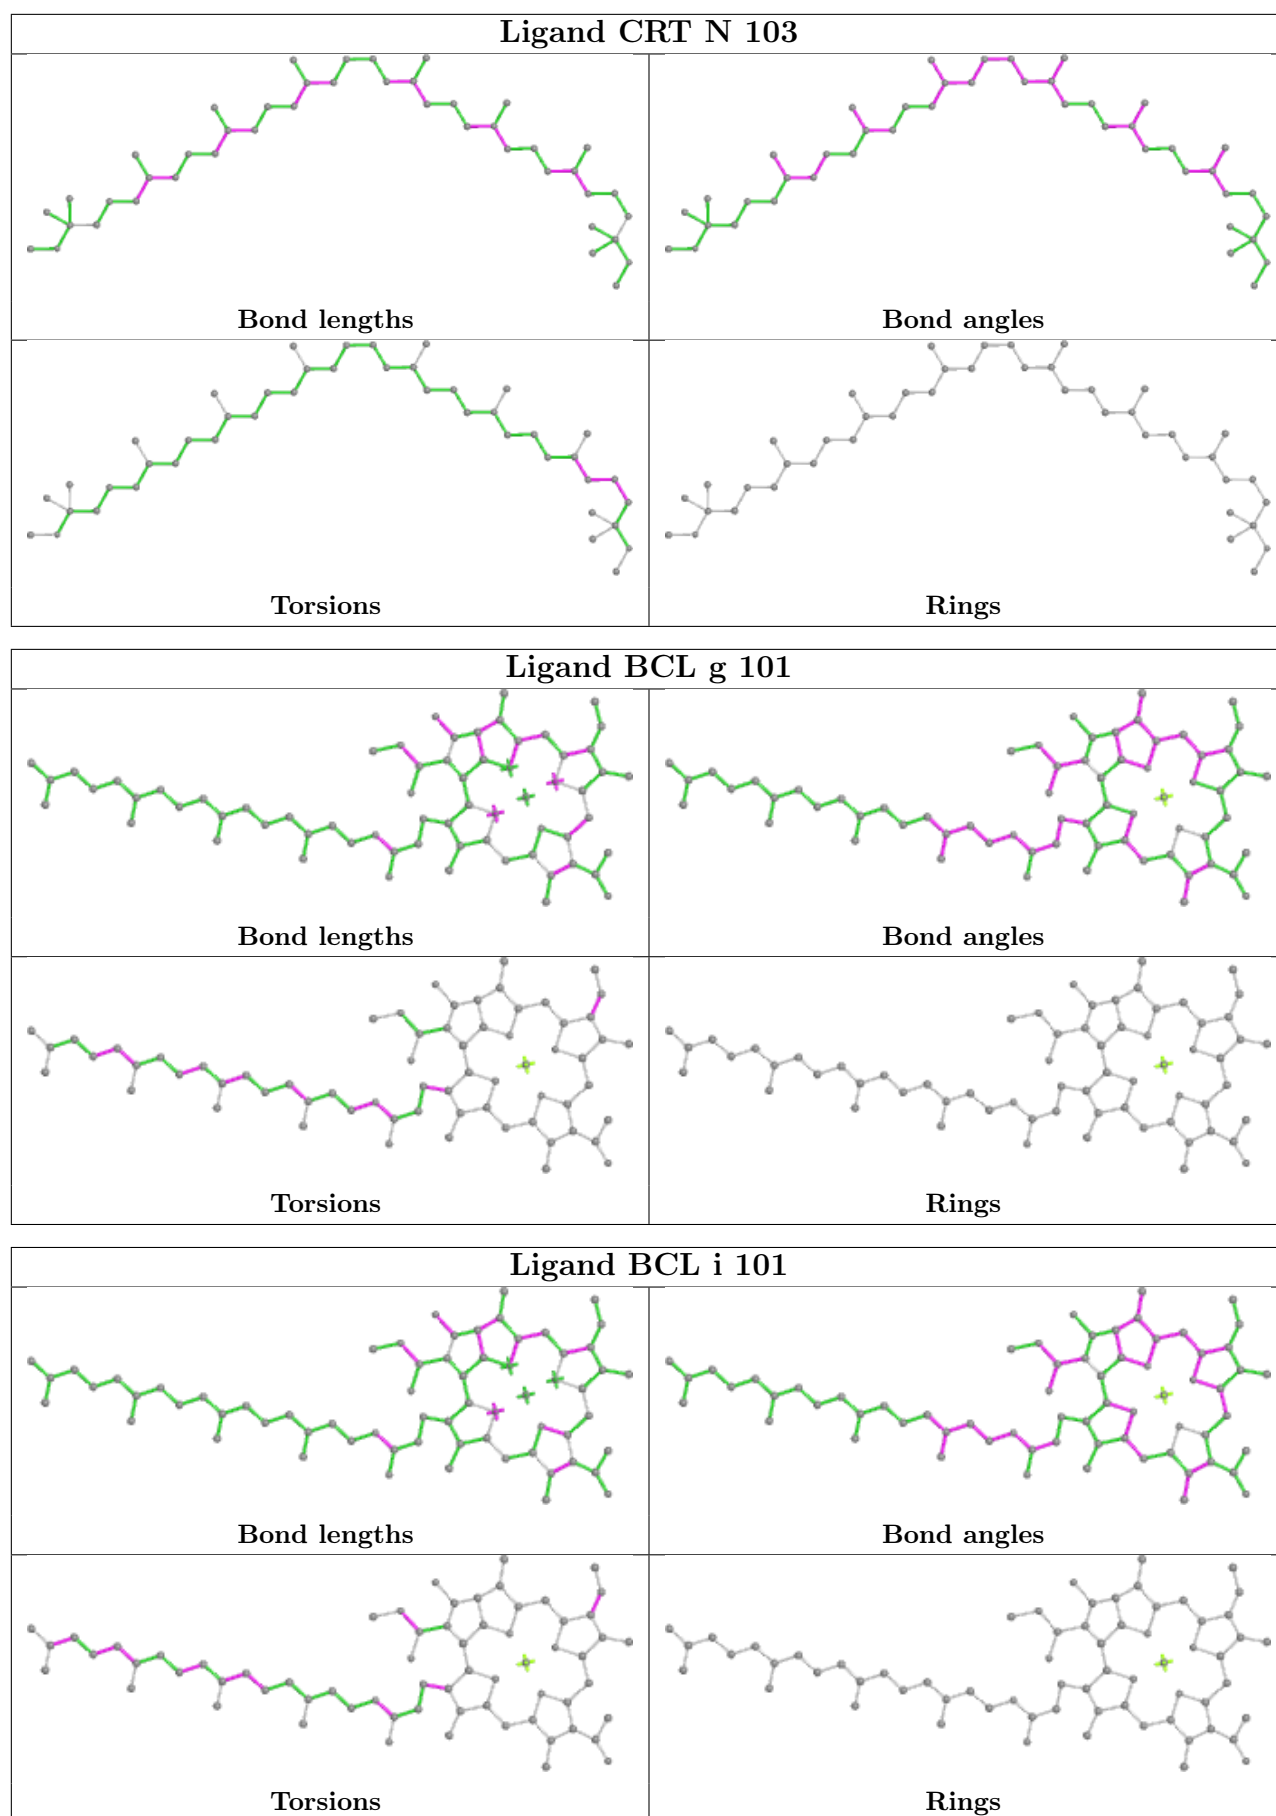 Ligand CRT N 103
Bond lengths
Bond angles
Torsions
Rings
Ligand BCL g 101
Bond lengths
Bond angles
Torsions
Rings
Ligand BCL i 101
Bond lengths
Bond angles
Torsions
Rings